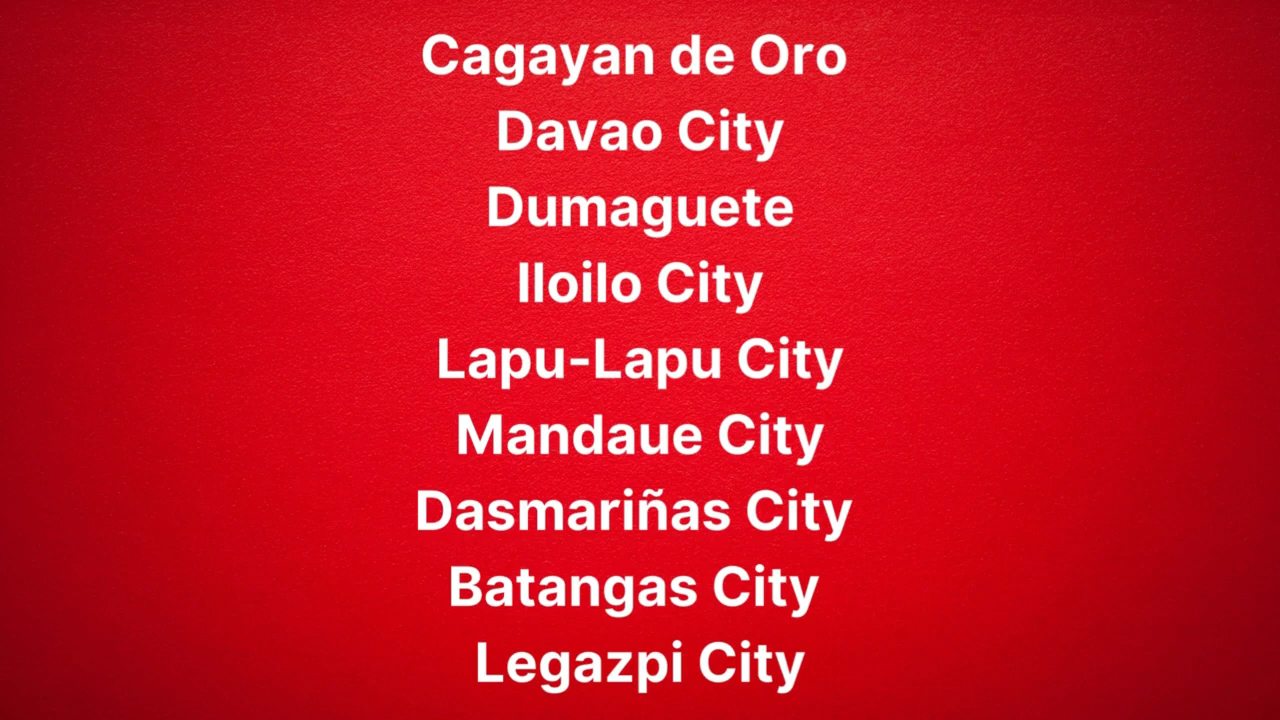 Cagayan de Oro
Davao City
Dumaguete
Iloilo City
Lapu-Lapu City
Mandaue City
Dasmariñas City
Batangas City
Legazpi City